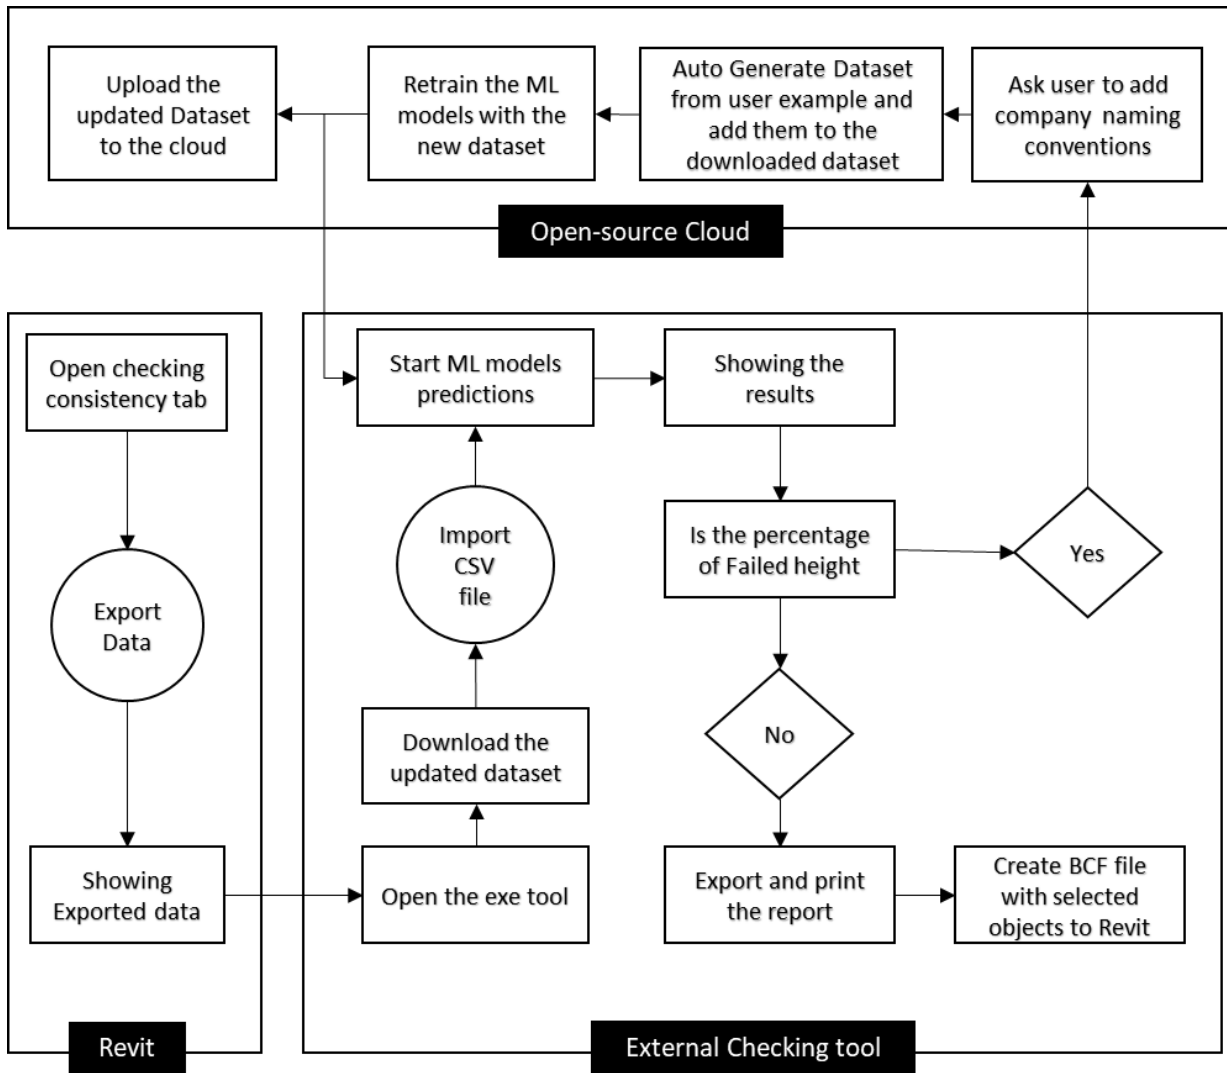 Upload the
updated Dataset
to the cloud
Retrain the ML
models with the
new dataset
Auto Generate Dataset
from user example and
add them to the
downloaded dataset
Ask user to add
company naming
conventions
Open-source Cloud
Open checking
consistency tab
Export
Data
Showing
Exported data
Revit
Start ML models
predictions
Showing the
results
Import
CSV
file
Is the percentage
of Failed height
Yes
No
Download the
updated dataset
Open the exe tool
Export and print
the report
Create BCF file
with selected
objects to Revit
External Checking tool